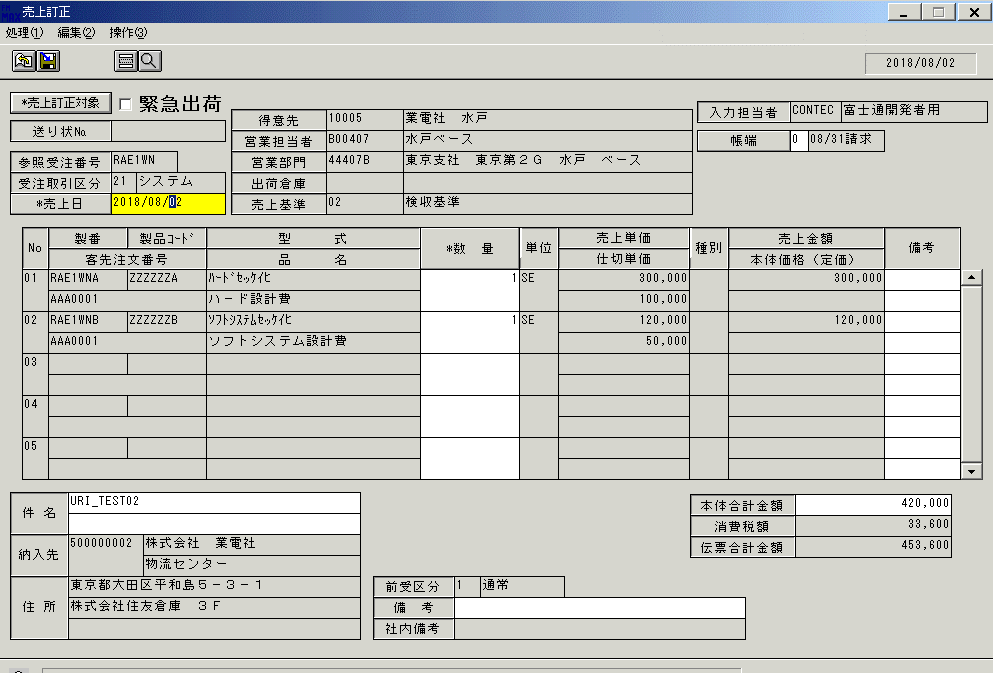 売上訂正
処理(1) 編集(2) 操作(3)
2018/08/02
*売上訂正対象 緊急出荷
送り状No.
参照受注番号 RAE1WN
受注取引区分 21 システム
*売上日 2018/08/02
得意先 10005 業電社 水戸
営業担当者 B00407 水戸ベース
営業部門 44407B 東京支社 東京第2G 水戸 ベース
出荷倉庫
売上基準 02 検収基準
入力担当者 CONTEC 富士通開発者用
帳端 0 08/31請求
No 製番 製品コード 型 式 *数 量 単位 売上単価 種別 売上金額 備考
客先注文番号 品 名 仕切単価 本体価格(定価)
01 RAE1WNA ZZZZZZA ハードセッケイヒ 1 SE 300,000 300,000
AAA0001 ハード設計費 100,000
02 RAE1WNB ZZZZZZB ソフトシステムセッケイヒ 1 SE 120,000 120,000
AAA0001 ソフトシステム設計費 50,000
03
04
05
件 名 URI_TEST02
納入先 500000002 株式会社 業電社
物流センター
住 所 東京都大田区平和島5-3-1
株式会社住友倉庫 3F
本体合計金額 420,000
消費税額 33,600
伝票合計金額 453,600
前受区分 1 通常
備 考
社内備考